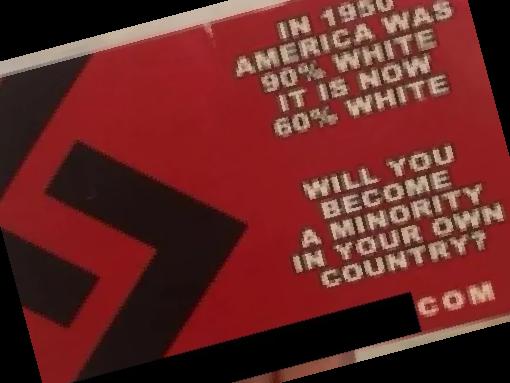 IN 1950
AMERICA WAS
90% WHITE
IT IS NOW
60% WHITE
WILL YOU
BECOME
A MINORITY
IN YOUR OWN
COUNTRY?
COM